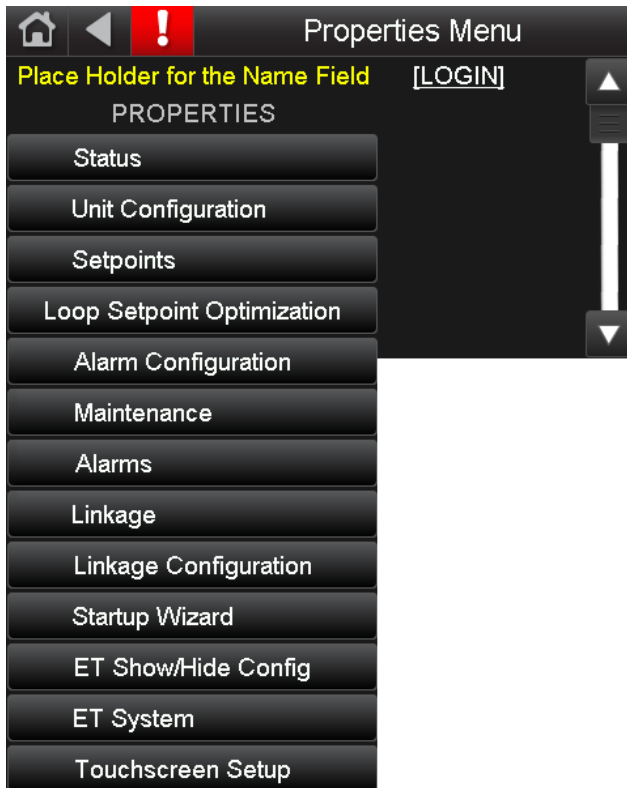 Properties Menu
Place Holder for the Name Field [LOGIN]
PROPERTIES
Status
Unit Configuration
Setpoints
Loop Setpoint Optimization
Alarm Configuration
Maintenance
Alarms
Linkage
Linkage Configuration
Startup Wizard
ET Show/Hide Config
ET System
Touchscreen Setup